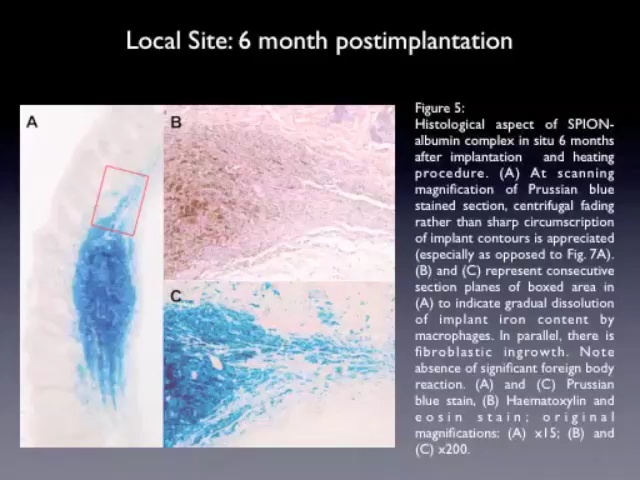 Local Site: 6 month postimplantation
A
B
C
Figure 5:
Histological aspect of SPION-
albumin complex in situ 6 months
after implantation and heating
procedure. (A) At scanning
magnification of Prussian blue
stained section, centrifugal fading
rather than sharp circumscription
of implant contours is appreciated
(especially as opposed to Fig. 7A).
(B) and (C) represent consecutive
section planes of boxed area in
(A) to indicate gradual dissolution
of implant iron content by
macrophages. In parallel, there is
fibroblastic ingrowth. Note
absence of significant foreign body
reaction. (A) and (C) Prussian
blue stain, (B) Haematoxylin and
eosin stain; original
magnifications: (A) x15; (B) and
(C) x200.